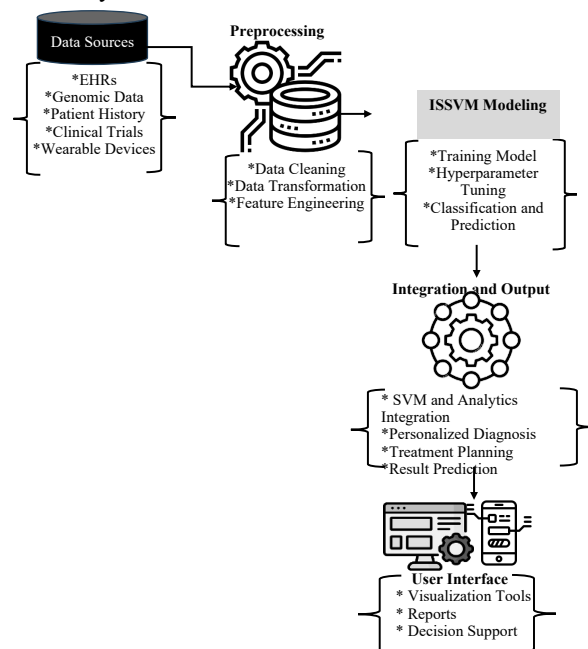 Data Sources
*EHRs
*Genomic Data
*Patient History
*Clinical Trials
*Wearable Devices
Preprocessing
*Data Cleaning
*Data Transformation
*Feature Engineering
ISSVM Modeling
*Training Model
*Hyperparameter
Tuning
*Classification and
Prediction
Integration and Output
* SVM and Analytics
Integration
*Personalized Diagnosis
*Treatment Planning
*Result Prediction
User Interface
* Visualization Tools
* Reports
* Decision Support